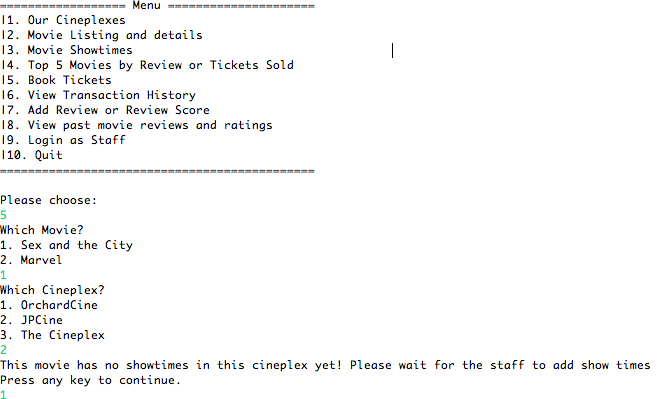 ================== Menu =====================
|1. Our Cineplexes
|2. Movie Listing and details
|3. Movie Showtimes
|4. Top 5 Movies by Review or Tickets Sold
|5. Book Tickets
|6. View Transaction History
|7. Add Review or Review Score
|8. View past movie reviews and ratings
|9. Login as Staff
|10. Quit
=============================================
Please choose:
5
Which Movie?
1. Sex and the City
2. Marvel
1
Which Cineplex?
1. OrchardCine
2. JPCine
3. The Cineplex
2
This movie has no showtimes in this cineplex yet! Please wait for the staff to add show times
Press any key to continue.
1